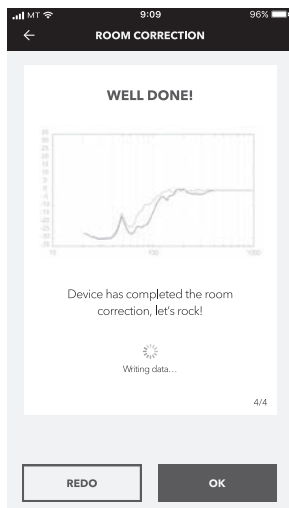 MT 9:09 96%
ROOM CORRECTION
WELL DONE!
10 100 1000
Device has completed the room
correction, let's rock!
Writing data...
4/4
REDO OK